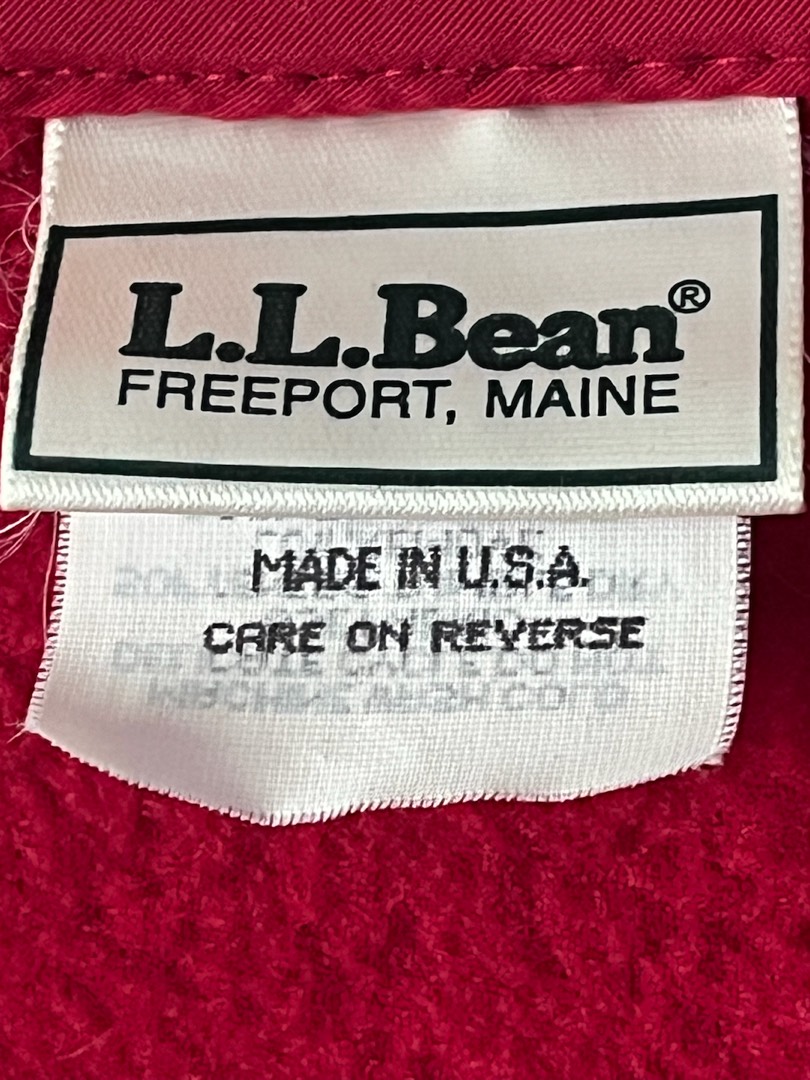 L.L.Bean®
FREEPORT, MAINE
MADE IN U.S.A.
CARE ON REVERSE